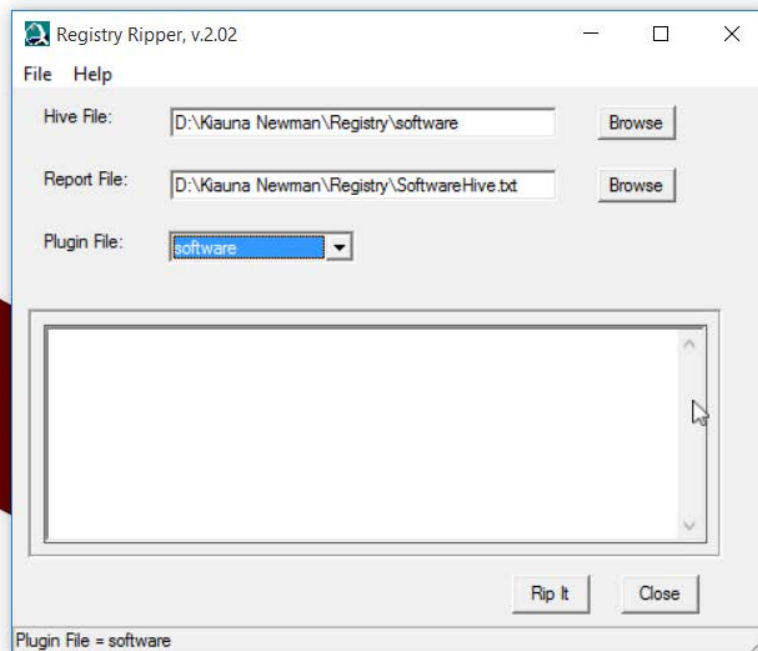 Registry Ripper, v.2.02
File Help
Hive File: D:\Kiauna Newman\Registry\software Browse
Report File: D:\Kiauna Newman\Registry\SoftwareHive.txt Browse
Plugin File: software
Rip It Close
Plugin File = software